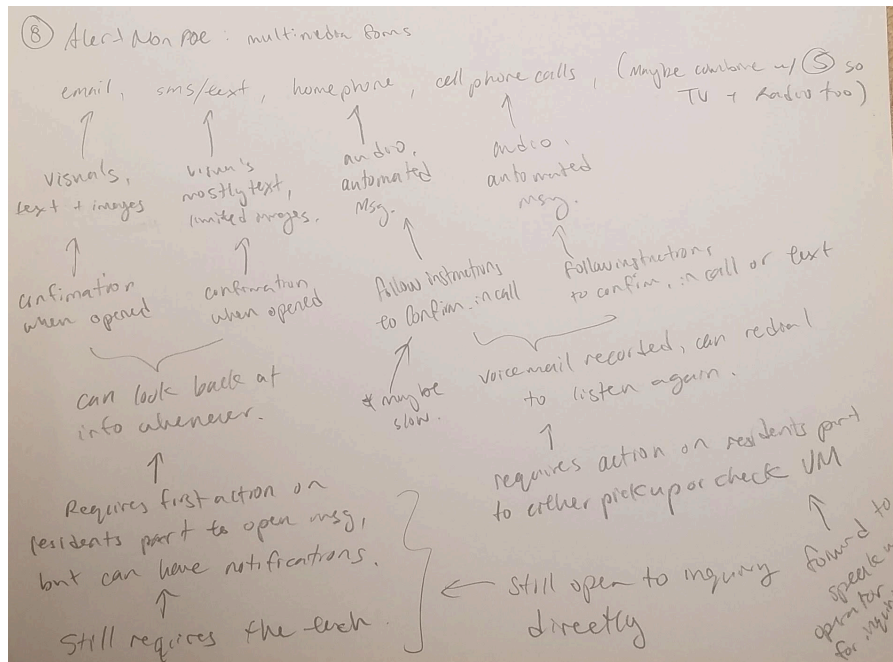 ⑧ Alert Non POE : multimedia forms
email, sms/text, homephone, cell phone calls, (Maybe combine w/ ⑤ so
TV + Radio too)
visuals,
text + images
visuals
mostly text,
limited images.
audio,
automated
msg.
audio,
automated
msg.
confirmation
when opened
confirmation
when opened
follow instructions
to confirm. in call
follow instructions
to confirm, in call or text
can look back at
info whenever.
* maybe
slow.
voicemail recorded, can redial
to listen again.
Requires first action on
residents part to open msg,
but can have notifications.
requires action on residents part
to either pickup or check VM
Still requires the tech.
Still open to inquiry
directly
forward to
speak w
operator
for inquir